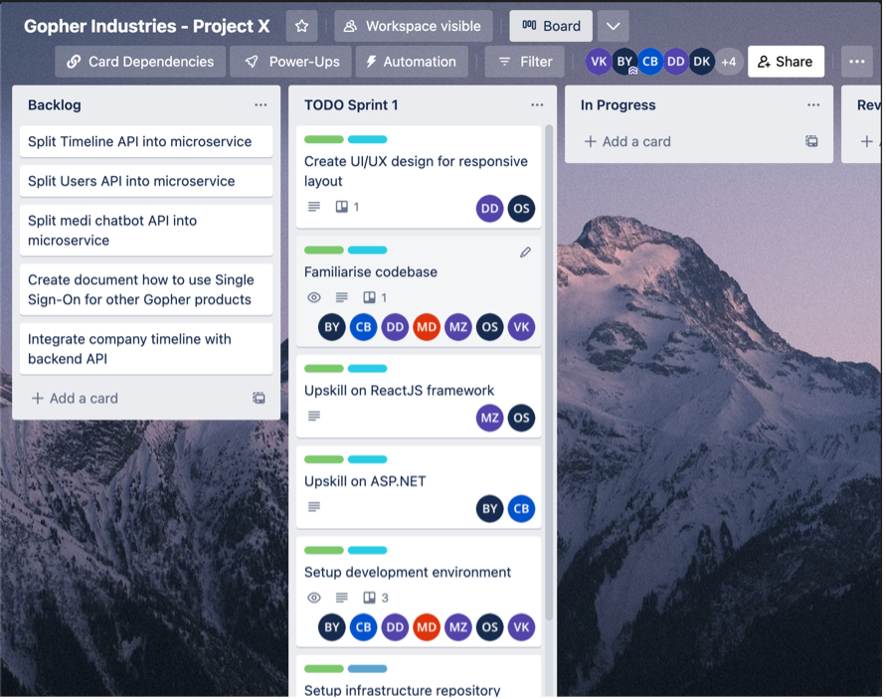 Gopher Industries - Project X
Workspace visible
Board
Card Dependencies
Power-Ups
Automation
Filter
VK BY CB DD DK +4
Share
Backlog
Split Timeline API into microservice
Split Users API into microservice
Split medi chatbot API into
microservice
Create document how to use Single
Sign-On for other Gopher products
Integrate company timeline with
backend API
+ Add a card
TODO Sprint 1
Create UI/UX design for responsive
layout
1
DD OS
Familiarise codebase
1
BY CB DD MD MZ OS VK
Upskill on ReactJS framework
MZ OS
Upskill on ASP.NET
BY CB
Setup development environment
3
BY CB DD MD MZ OS VK
Setup infrastructure repository
In Progress
+ Add a card
Rev
+